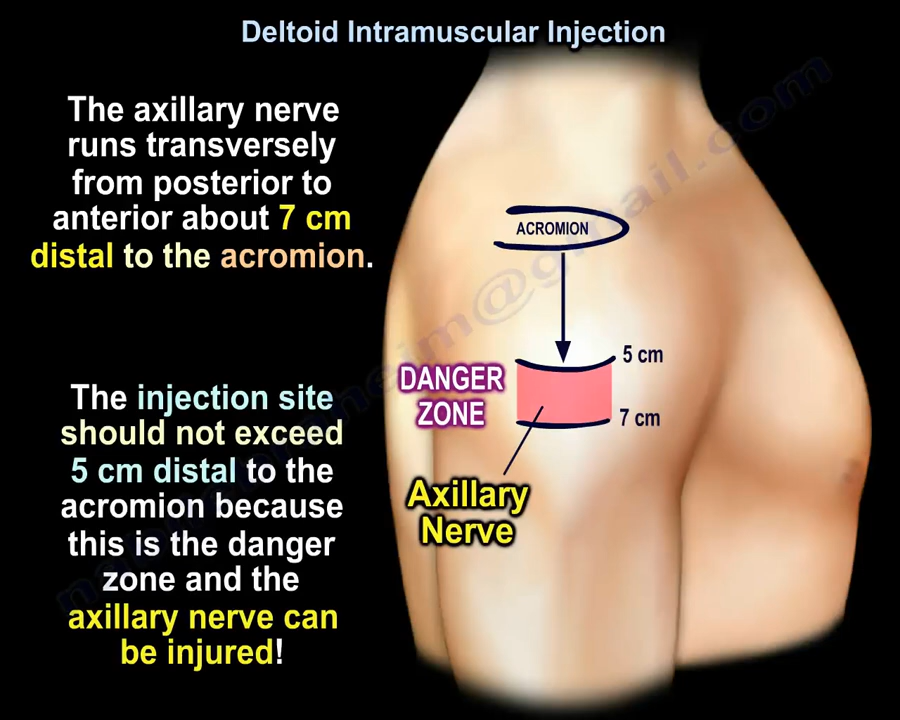 Deltoid Intramuscular Injection
The axillary nerve
runs transversely
from posterior to
anterior about 7 cm
distal to the acromion.
ACROMION
5 cm
DANGER
ZONE
7 cm
Axillary
Nerve
The injection site
should not exceed
5 cm distal to the
acromion because
this is the danger
zone and the
axillary nerve can
be injured!